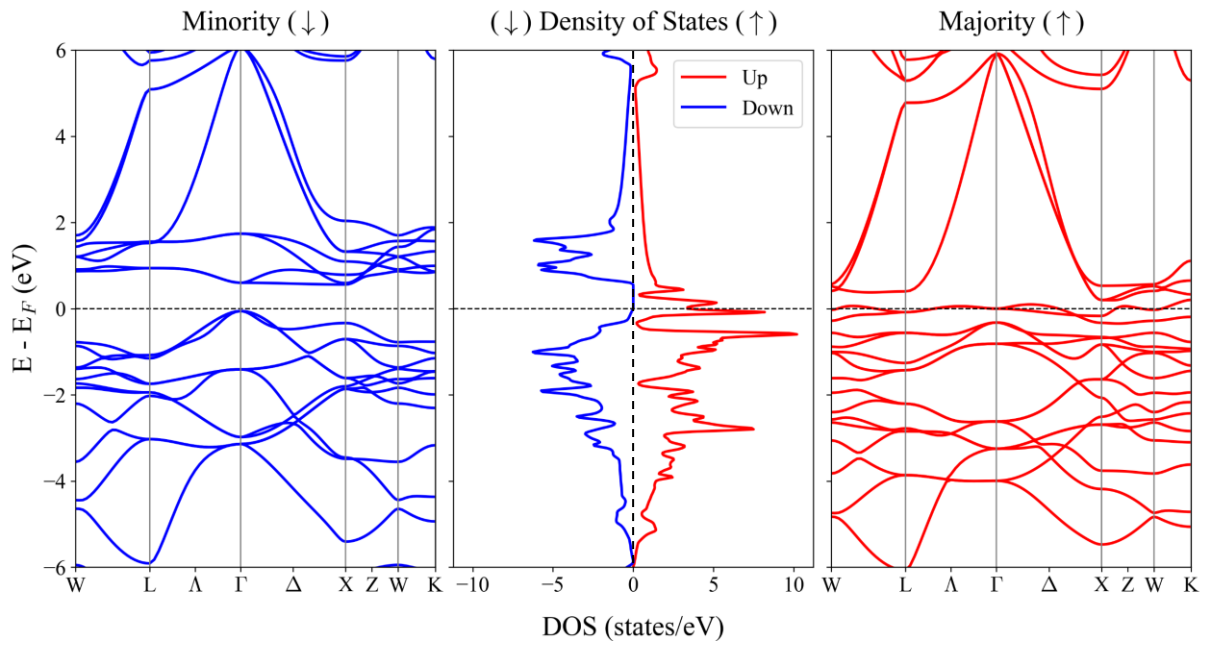 Minority (↓)
(↓) Density of States (↑)
Majority (↑)
Up
Down
E - E_F (eV)
6
4
2
0
−2
−4
−6
W L Λ Γ Δ X Z W K
−10 −5 0 5 10
W L Λ Γ Δ X Z W K
DOS (states/eV)